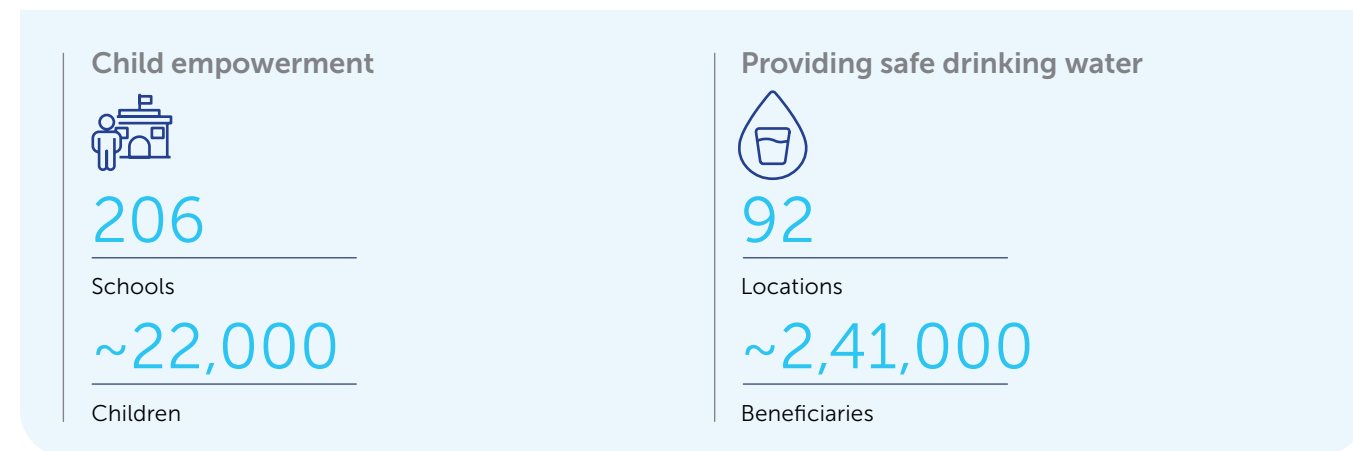 Child empowerment
206
Schools
~22,000
Children
Providing safe drinking water
92
Locations
~2,41,000
Beneficiaries